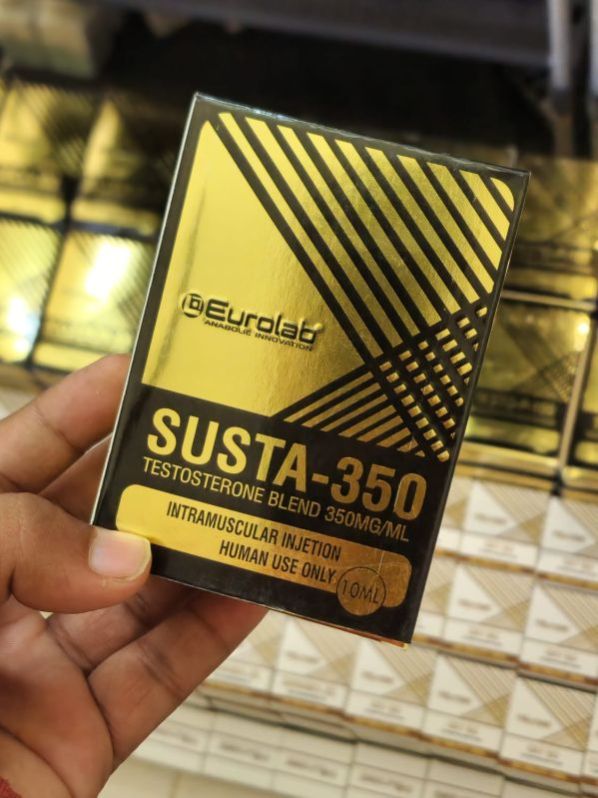 Eurolab
ANABOLIC INNOVATION
SUSTA-350
TESTOSTERONE BLEND 350MG/ML
INTRAMUSCULAR INJETION
HUMAN USE ONLY
10ML